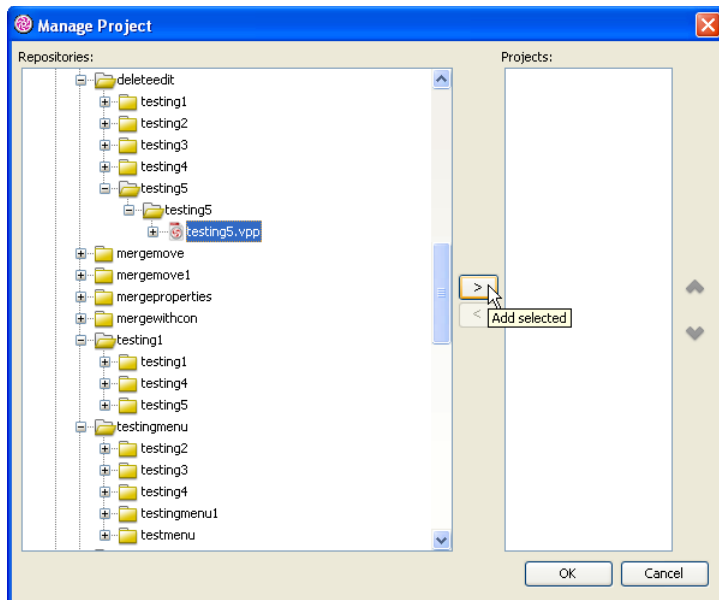 Manage Project
Repositories:
Projects:
deleteedit
testing1
testing2
testing3
testing4
testing5
testing5
testing5.vpp
mergemove
mergemove1
mergeproperties
mergewithcon
testing1
testing1
testing4
testing5
testingmenu
testing2
testing3
testing4
testingmenu1
testmenu
>
<
Add selected
OK
Cancel